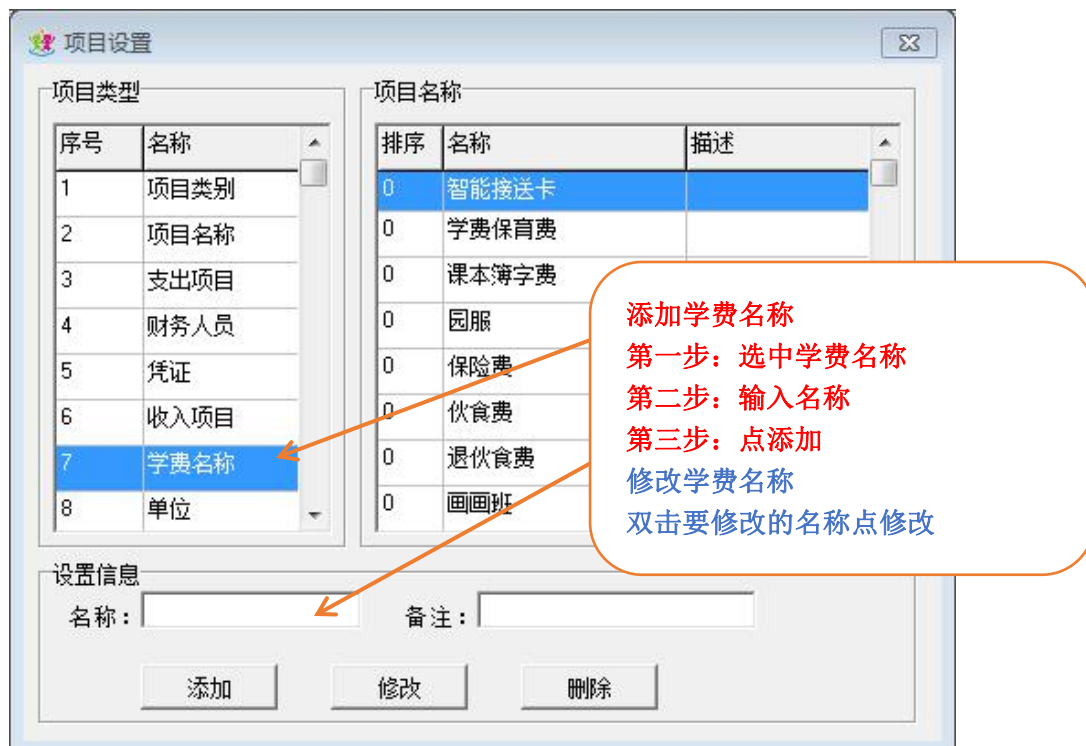 项目设置
项目类型
序号 名称
1 项目类别
2 项目名称
3 支出项目
4 财务人员
5 凭证
6 收入项目
7 学费名称
8 单位
项目名称
排序 名称 描述
0 智能接送卡
0 学费保育费
0 课本簿字费
0 园服
0 保险费
0 伙食费
0 退伙食费
0 画画班
添加学费名称
第一步：选中学费名称
第二步：输入名称
第三步：点添加
修改学费名称
双击要修改的名称点修改
设置信息
名称： 备注：
添加 修改 删除